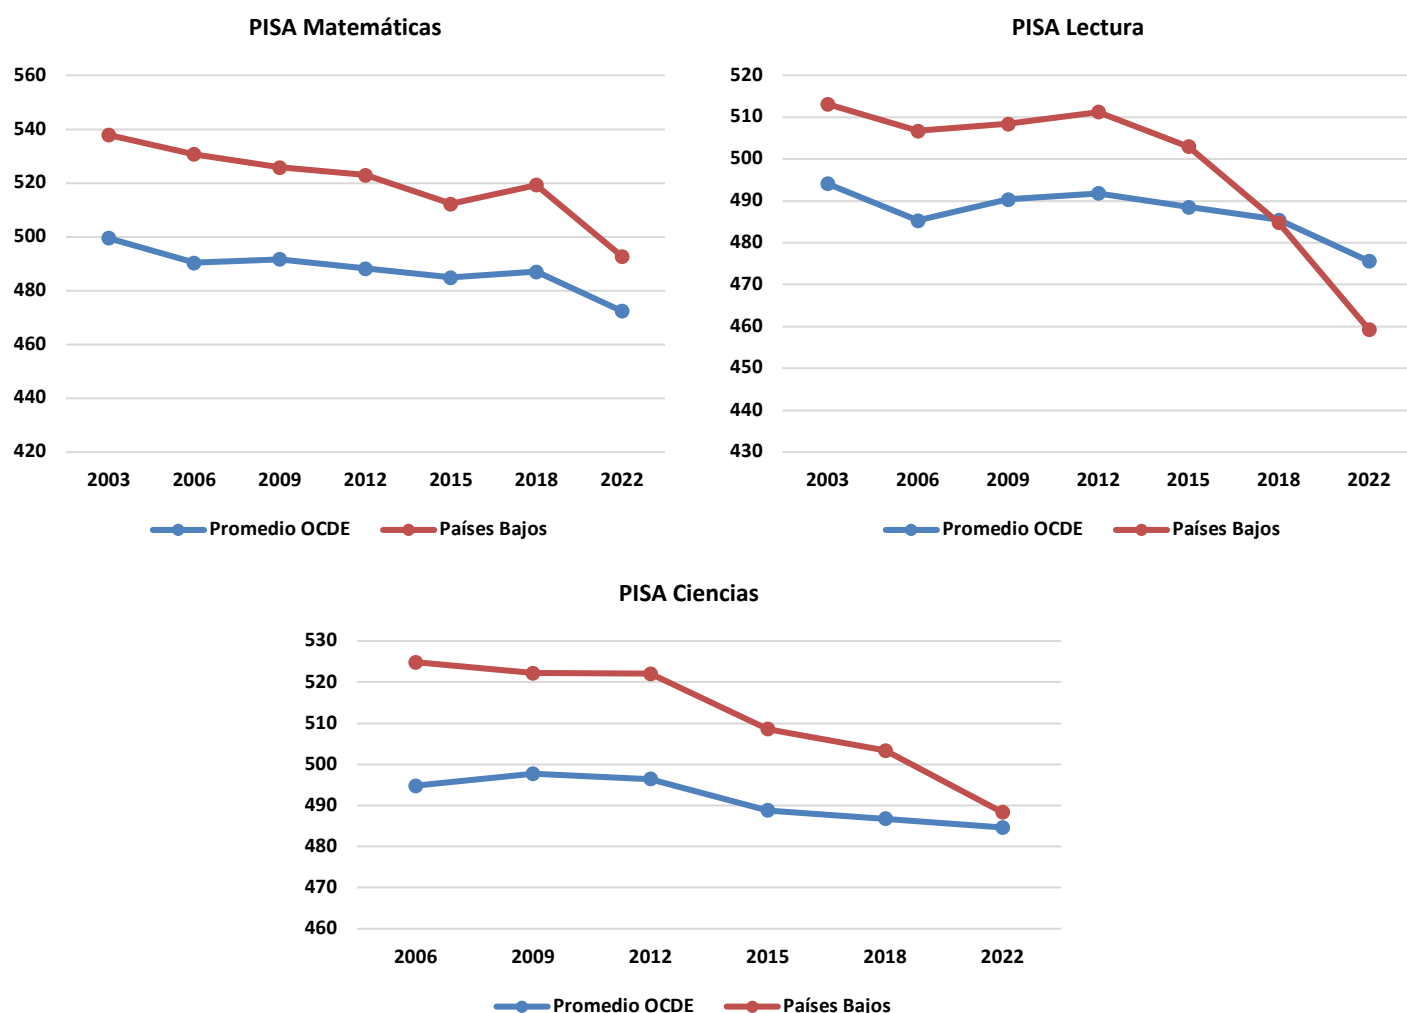 PISA Matemáticas
560
540
520
500
480
460
440
420
2003 2006 2009 2012 2015 2018 2022
Promedio OCDE Países Bajos
PISA Lectura
520
510
500
490
480
470
460
450
440
430
2003 2006 2009 2012 2015 2018 2022
Promedio OCDE Países Bajos
PISA Ciencias
530
520
510
500
490
480
470
460
2006 2009 2012 2015 2018 2022
Promedio OCDE Países Bajos